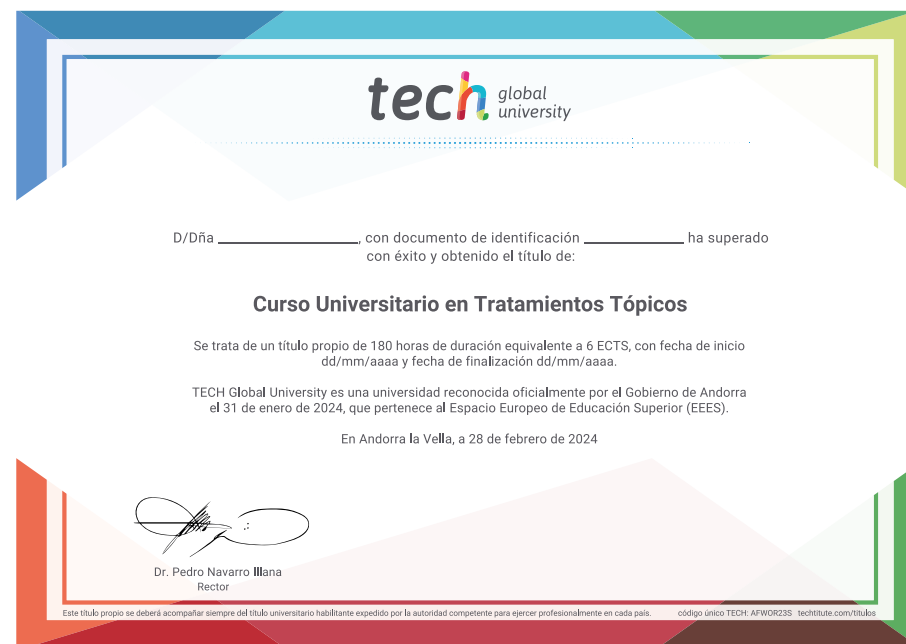 tech global
university
D/Dña ____________________, con documento de identificación ______________ ha superado
con éxito y obtenido el título de:
Curso Universitario en Tratamientos Tópicos
Se trata de un título propio de 180 horas de duración equivalente a 6 ECTS, con fecha de inicio
dd/mm/aaaa y fecha de finalización dd/mm/aaaa.
TECH Global University es una universidad reconocida oficialmente por el Gobierno de Andorra
el 31 de enero de 2024, que pertenece al Espacio Europeo de Educación Superior (EEES).
En Andorra la Vella, a 28 de febrero de 2024
Dr. Pedro Navarro Illana
Rector
Este título propio se deberá acompañar siempre del título universitario habilitante expedido por la autoridad competente para ejercer profesionalmente en cada país. código único TECH: AFWOR23S techtitute.com/titulos